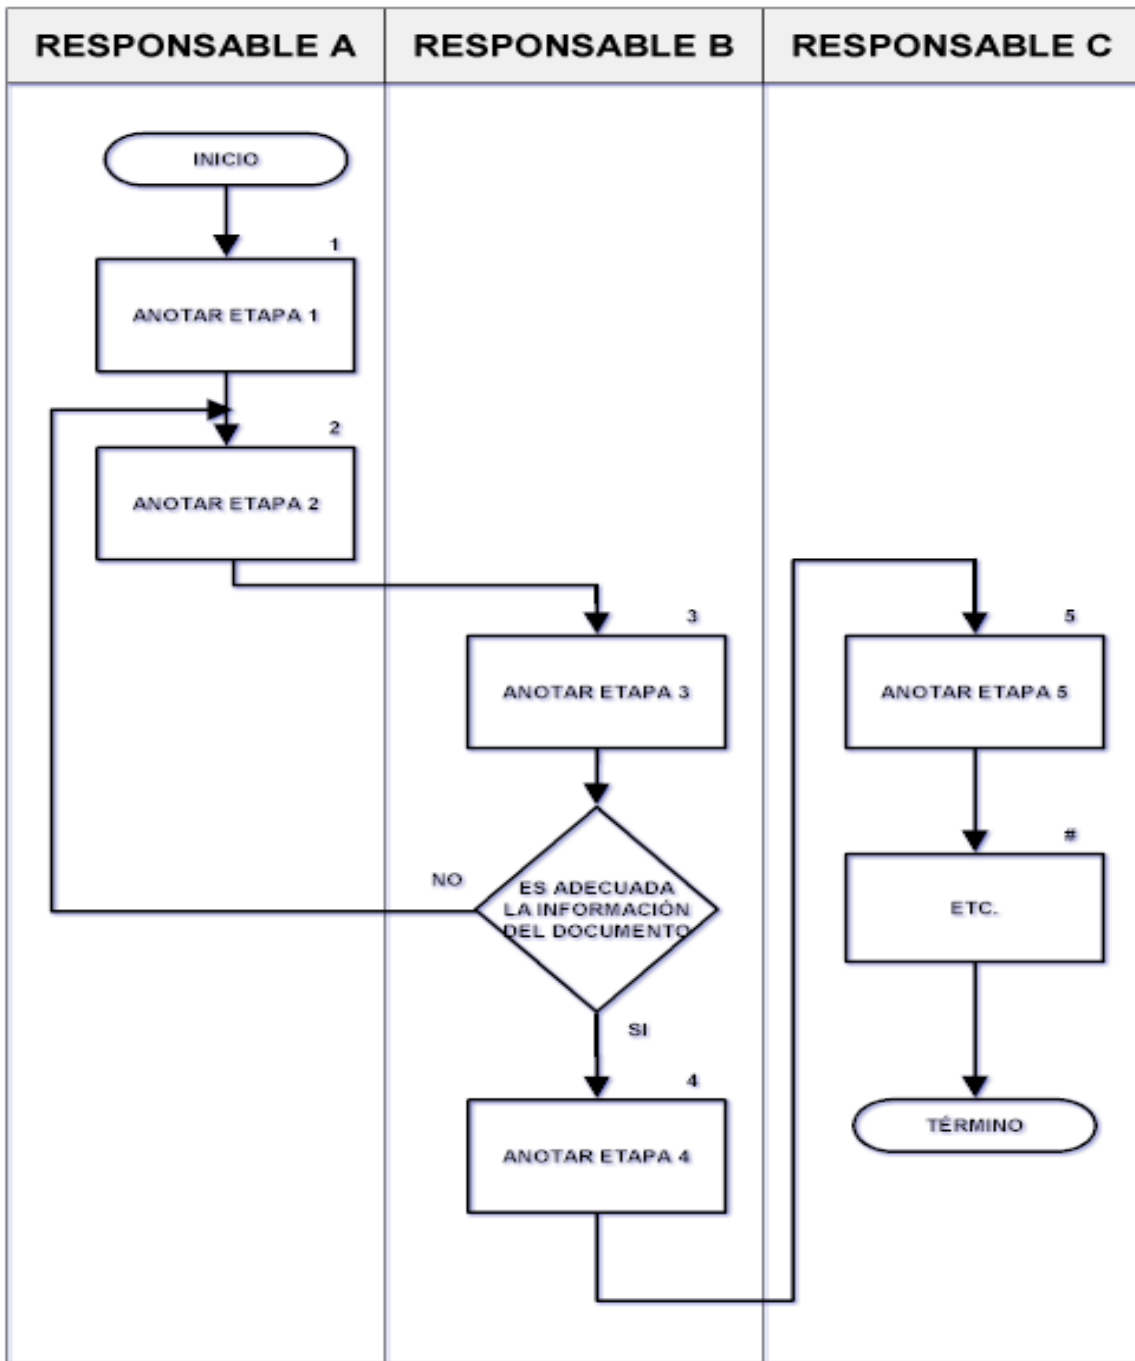 RESPONSABLE A
RESPONSABLE B
RESPONSABLE C
INICIO
1
ANOTAR ETAPA 1
2
ANOTAR ETAPA 2
3
ANOTAR ETAPA 3
NO
ES ADECUADA
LA INFORMACIÓN
DEL DOCUMENTO
SI
4
ANOTAR ETAPA 4
5
ANOTAR ETAPA 5
#
ETC.
TÉRMINO